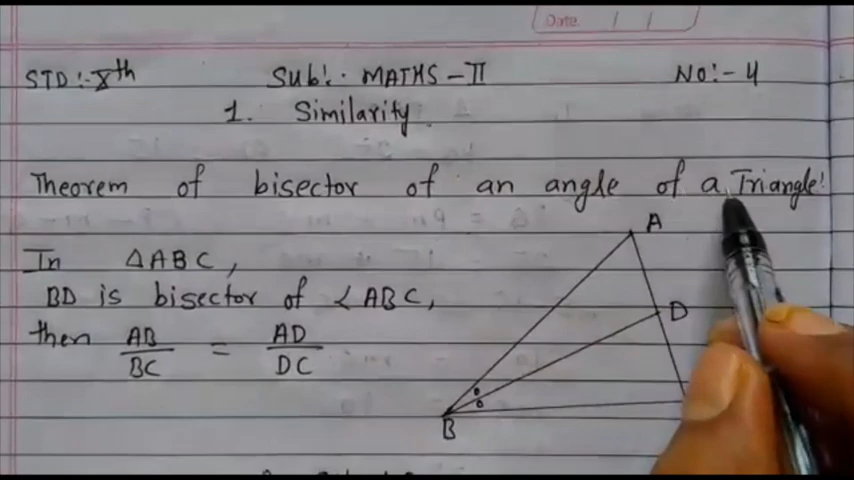 Date / /
STD:- Xth Sub:- MATHS-II No:- 4
1. Similarity
Theorem of bisector of an angle of a Triangle:
In △ABC,
BD is bisector of ∠ABC,
then AB/BC = AD/DC
A
D
B